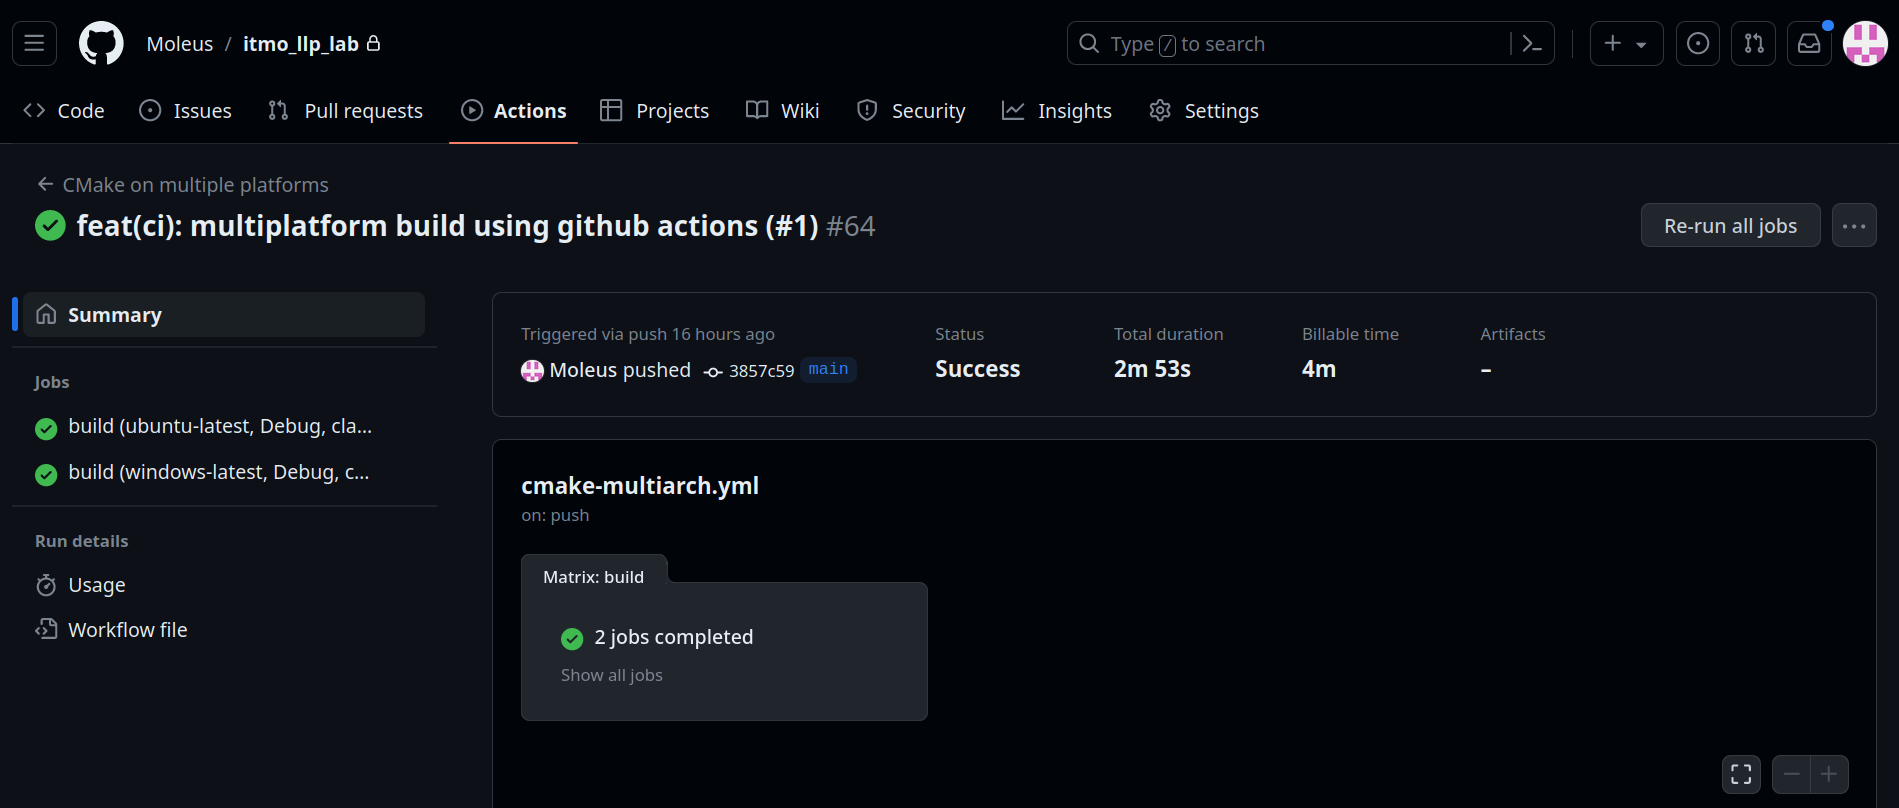 Moleus / itmo_llp_lab
Type / to search
Code Issues Pull requests Actions Projects Wiki Security Insights Settings
← CMake on multiple platforms
feat(ci): multiplatform build using github actions (#1) #64
Re-run all jobs
Summary
Jobs
build (ubuntu-latest, Debug, cla...
build (windows-latest, Debug, c...
Run details
Usage
Workflow file
Triggered via push 16 hours ago
Moleus pushed 3857c59 main
Status
Success
Total duration
2m 53s
Billable time
4m
Artifacts
–
cmake-multiarch.yml
on: push
Matrix: build
2 jobs completed
Show all jobs